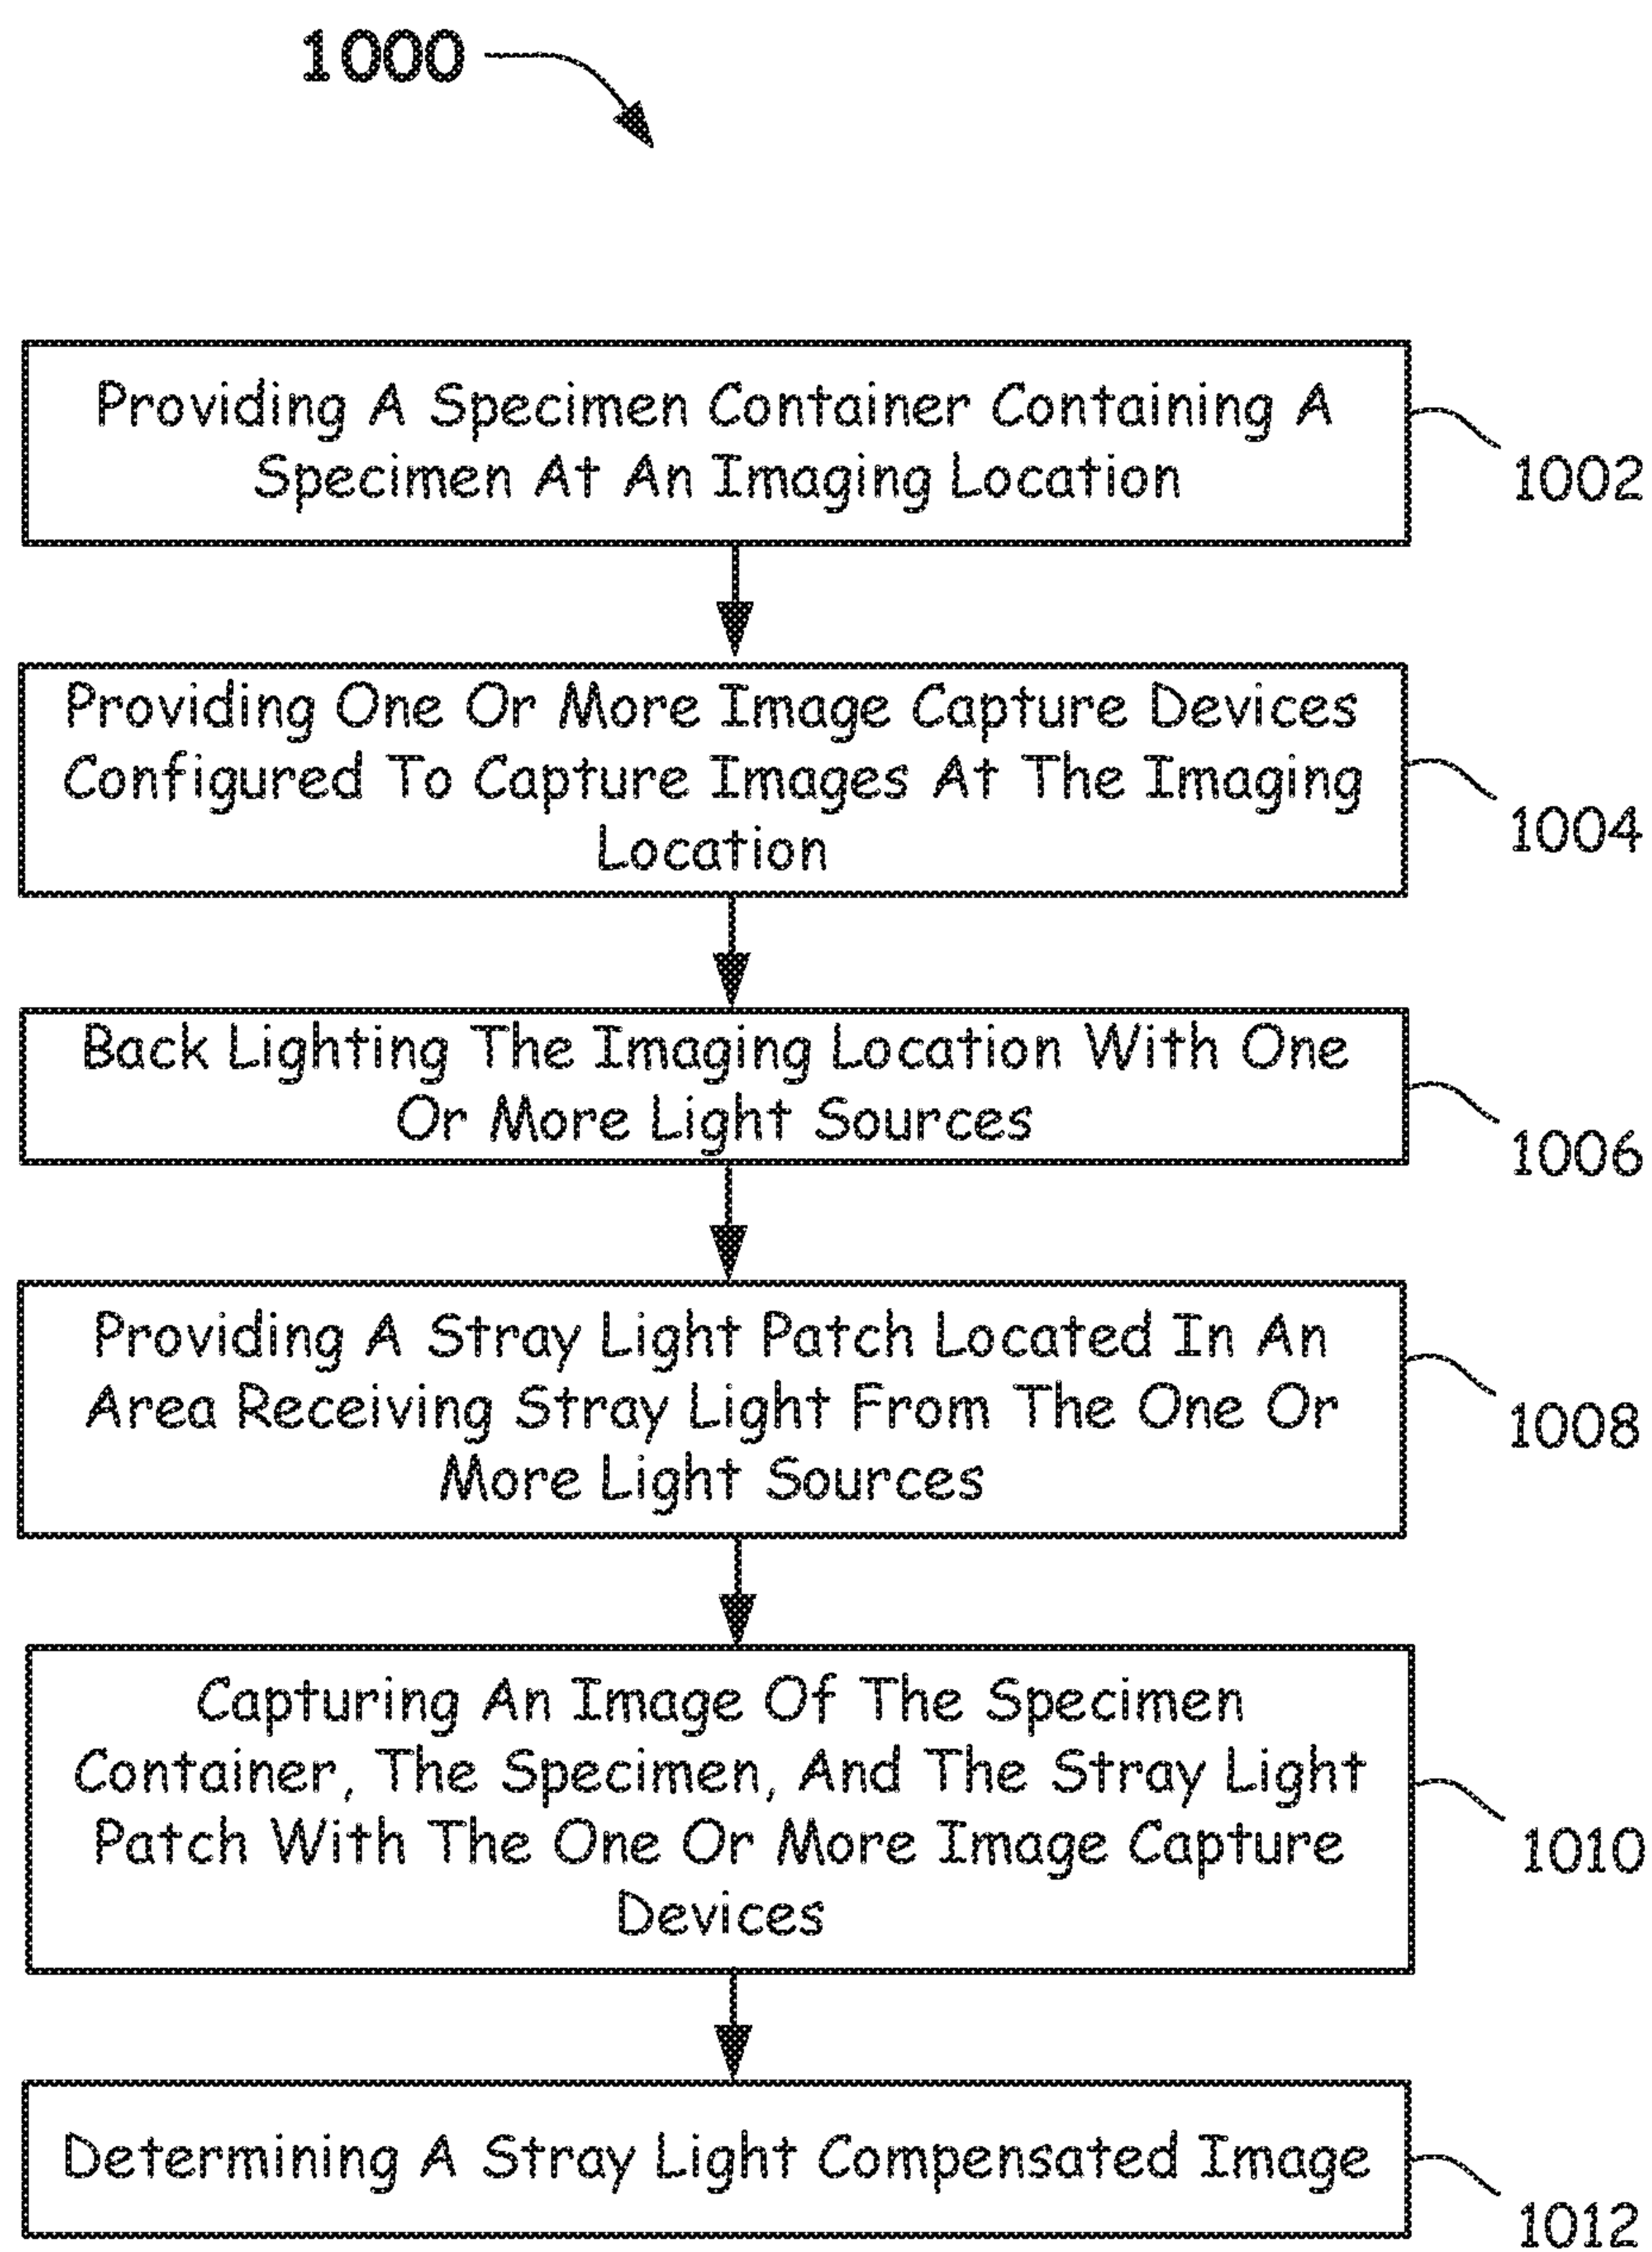 1000
Providing A Specimen Container Containing A
Specimen At An Imaging Location
1002
Providing One Or More Image Capture Devices
Configured To Capture Images At The Imaging
Location
1004
Back Lighting The Imaging Location With One
Or More Light Sources
1006
Providing A Stray Light Patch Located In An
Area Receiving Stray Light From The One Or
More Light Sources
1008
Capturing An Image Of The Specimen
Container, The Specimen, And The Stray Light
Patch With The One Or More Image Capture
Devices
1010
Determining A Stray Light Compensated Image
1012